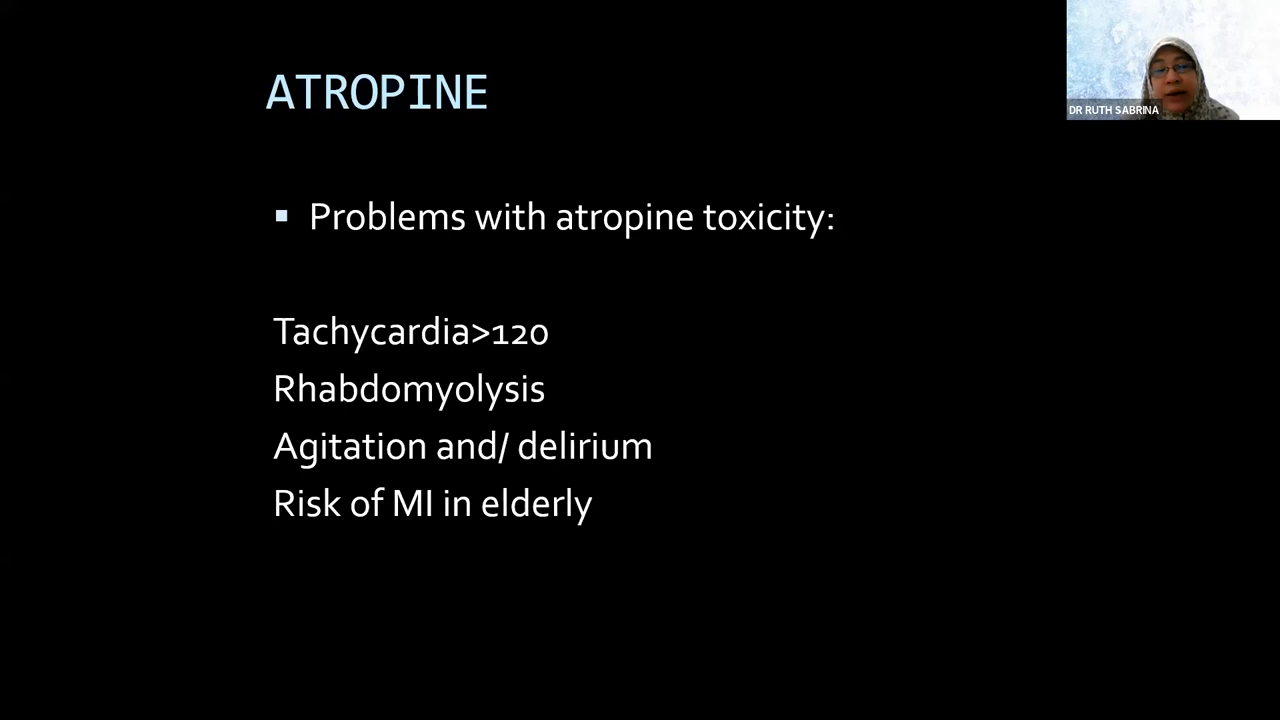 ATROPINE
DR RUTH SABRINA
▪ Problems with atropine toxicity:
Tachycardia>120
Rhabdomyolysis
Agitation and/ delirium
Risk of MI in elderly